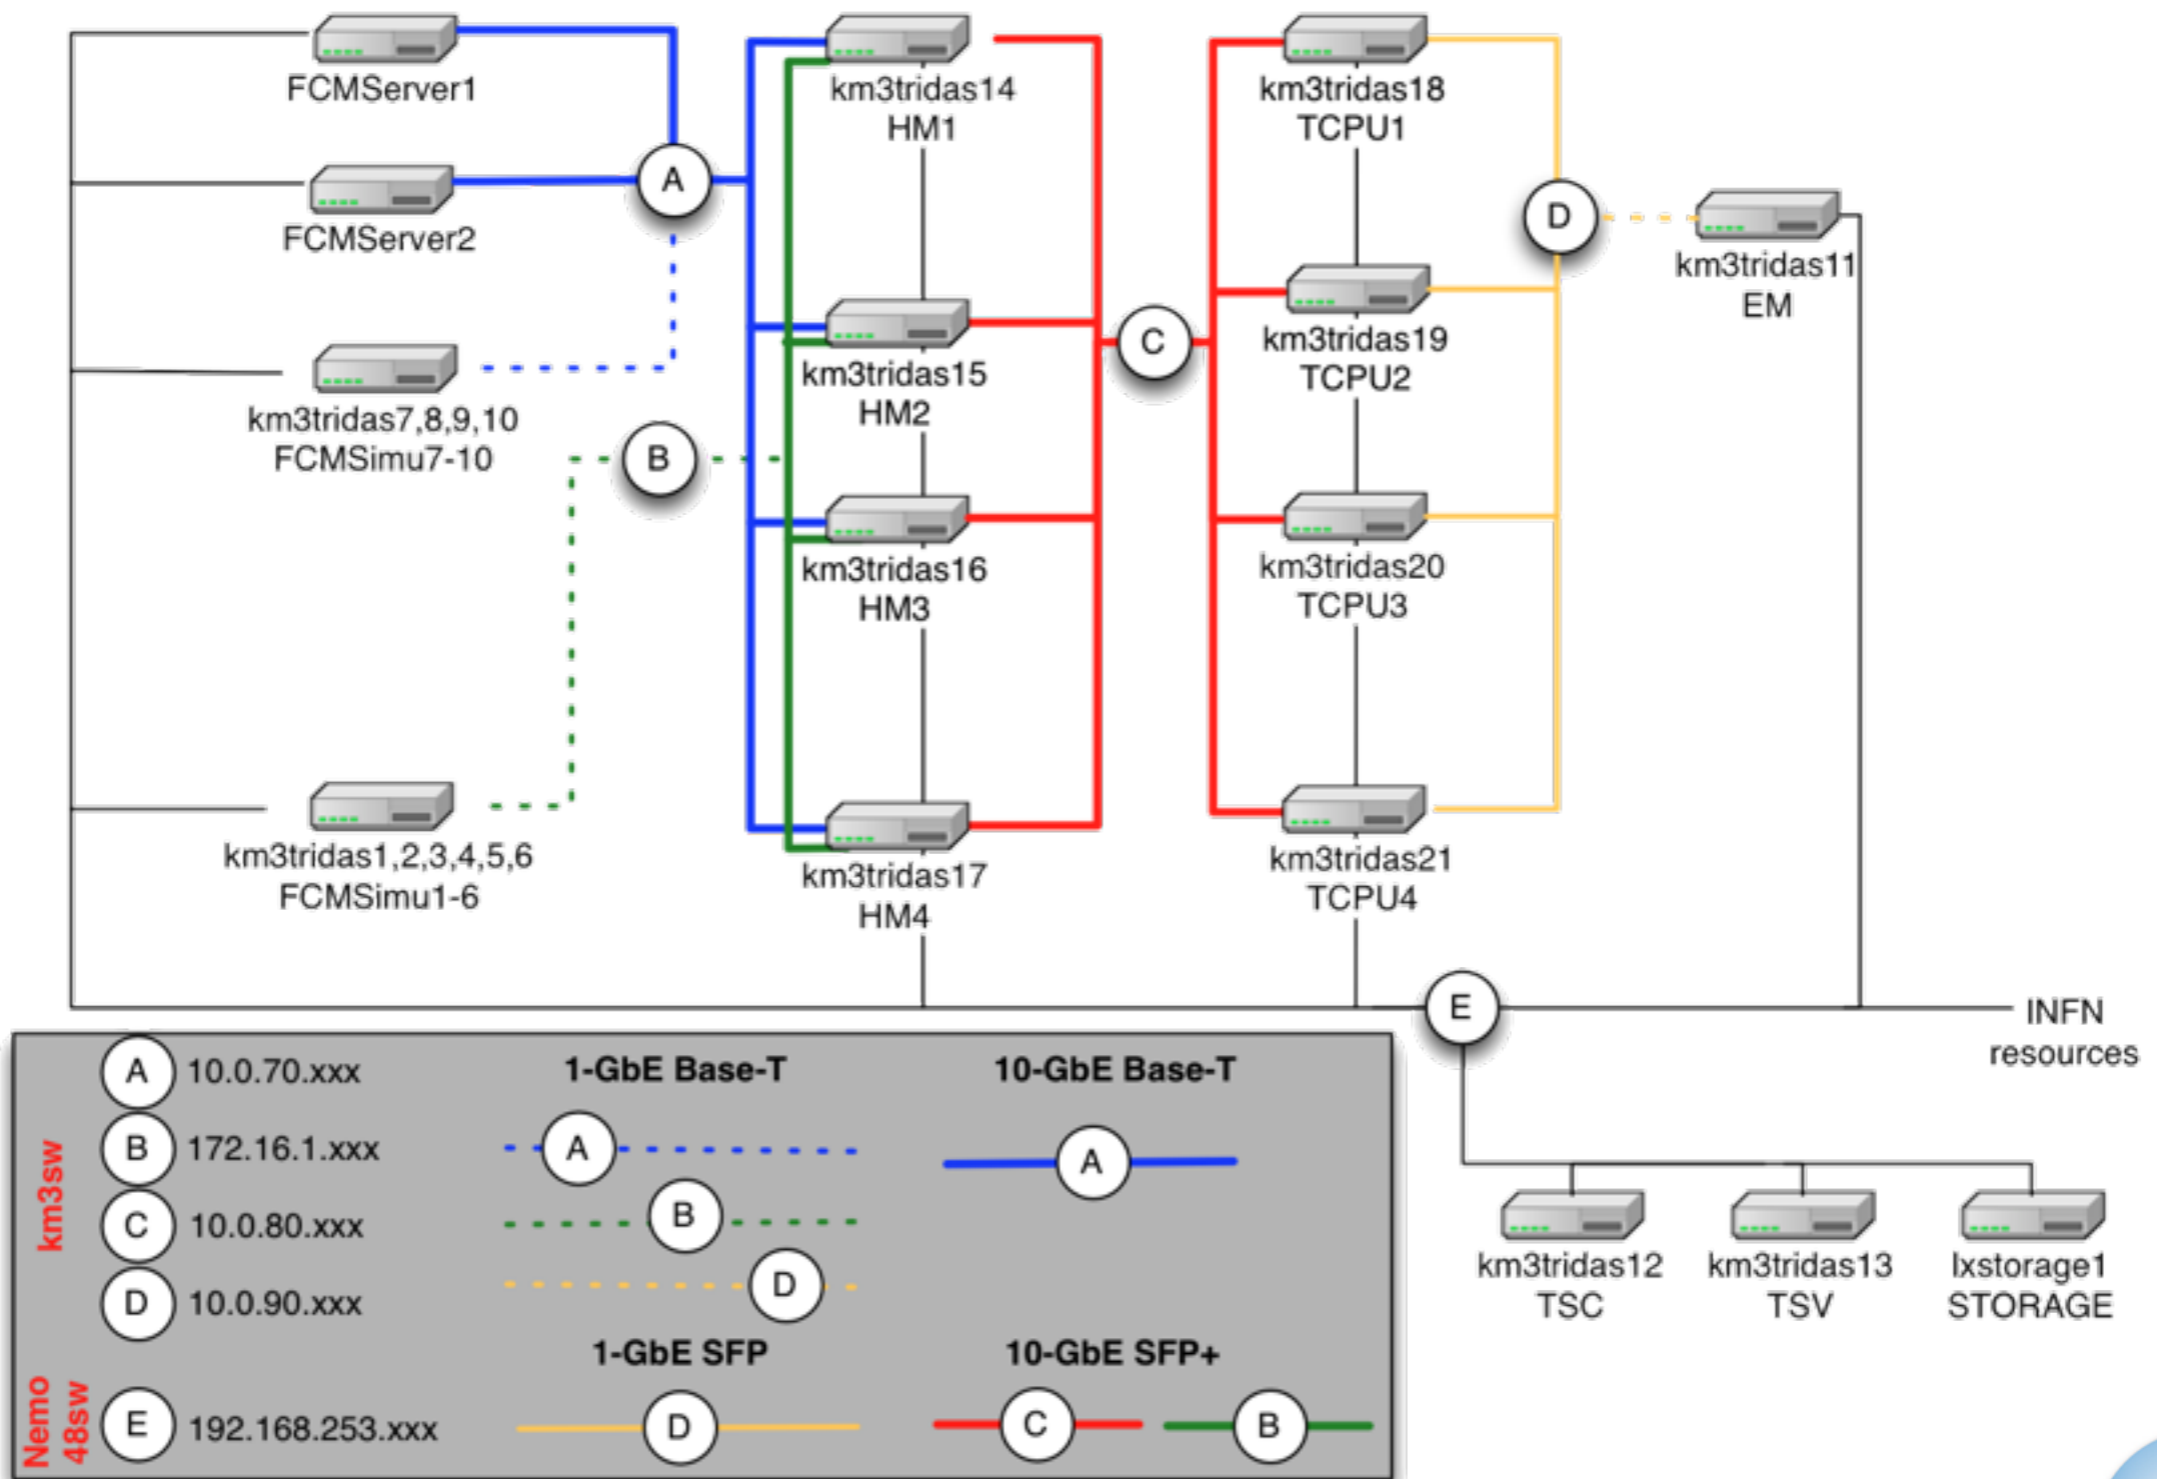 FCMServer1
FCMServer2
km3tridas7,8,9,10
FCMSimu7-10
km3tridas1,2,3,4,5,6
FCMSimu1-6
A
B
km3tridas14
HM1
km3tridas15
HM2
km3tridas16
HM3
km3tridas17
HM4
C
km3tridas18
TCPU1
km3tridas19
TCPU2
km3tridas20
TCPU3
km3tridas21
TCPU4
D
km3tridas11
EM
E
INFN
resources
km3tridas12
TSC
km3tridas13
TSV
lxstorage1
STORAGE
km3sw
A 10.0.70.xxx
B 172.16.1.xxx
C 10.0.80.xxx
D 10.0.90.xxx
Nemo
48sw
E 192.168.253.xxx
1-GbE Base-T
A
B
D
10-GbE Base-T
A
1-GbE SFP
D
10-GbE SFP+
C
B